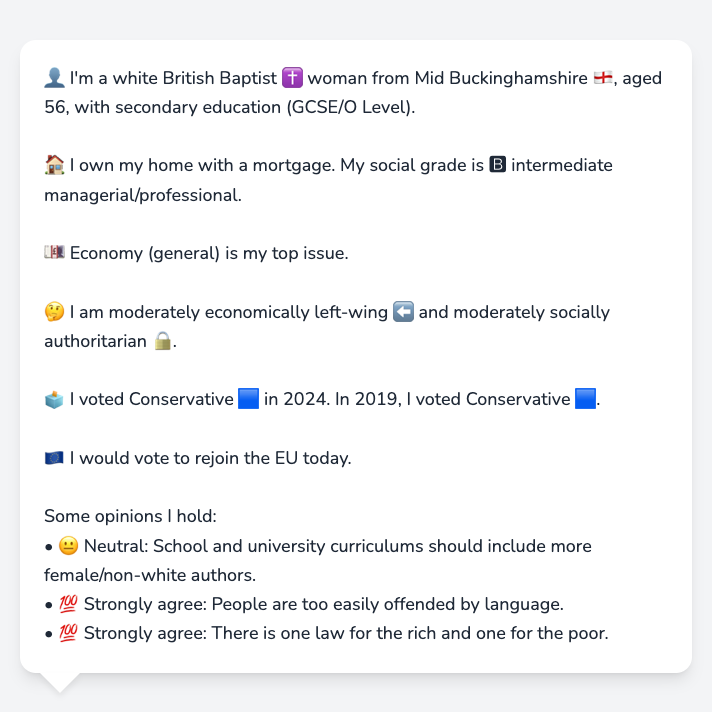 👤 I'm a white British Baptist ✝️ woman from Mid Buckinghamshire 🏴󠁧󠁢󠁥󠁮󠁧󠁿, aged
56, with secondary education (GCSE/O Level).
🏠 I own my home with a mortgage. My social grade is 🅱 intermediate
managerial/professional.
💷 Economy (general) is my top issue.
🤔 I am moderately economically left-wing ⬅️ and moderately socially
authoritarian 🔒.
🗳️ I voted Conservative 🟦 in 2024. In 2019, I voted Conservative 🟦.
🇪🇺 I would vote to rejoin the EU today.
Some opinions I hold:
• 😐 Neutral: School and university curriculums should include more
female/non-white authors.
• 💯 Strongly agree: People are too easily offended by language.
• 💯 Strongly agree: There is one law for the rich and one for the poor.